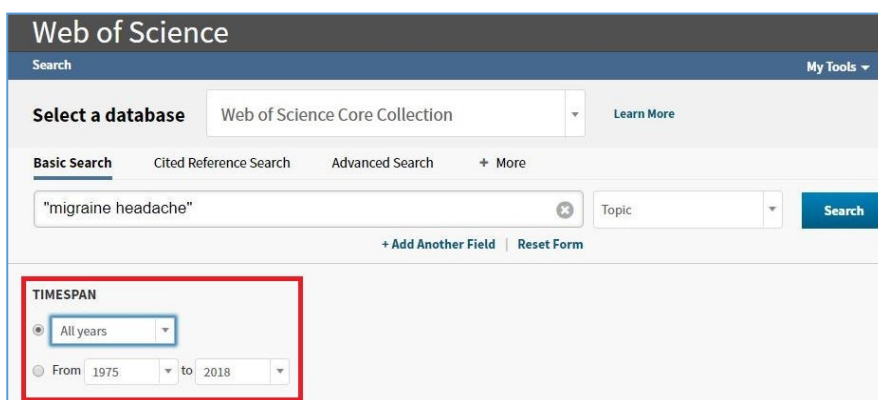 Web of Science
Search My Tools
Select a database Web of Science Core Collection Learn More
Basic Search Cited Reference Search Advanced Search + More
"migraine headache" Topic Search
+ Add Another Field | Reset Form
TIMESPAN
All years
From 1975 to 2018